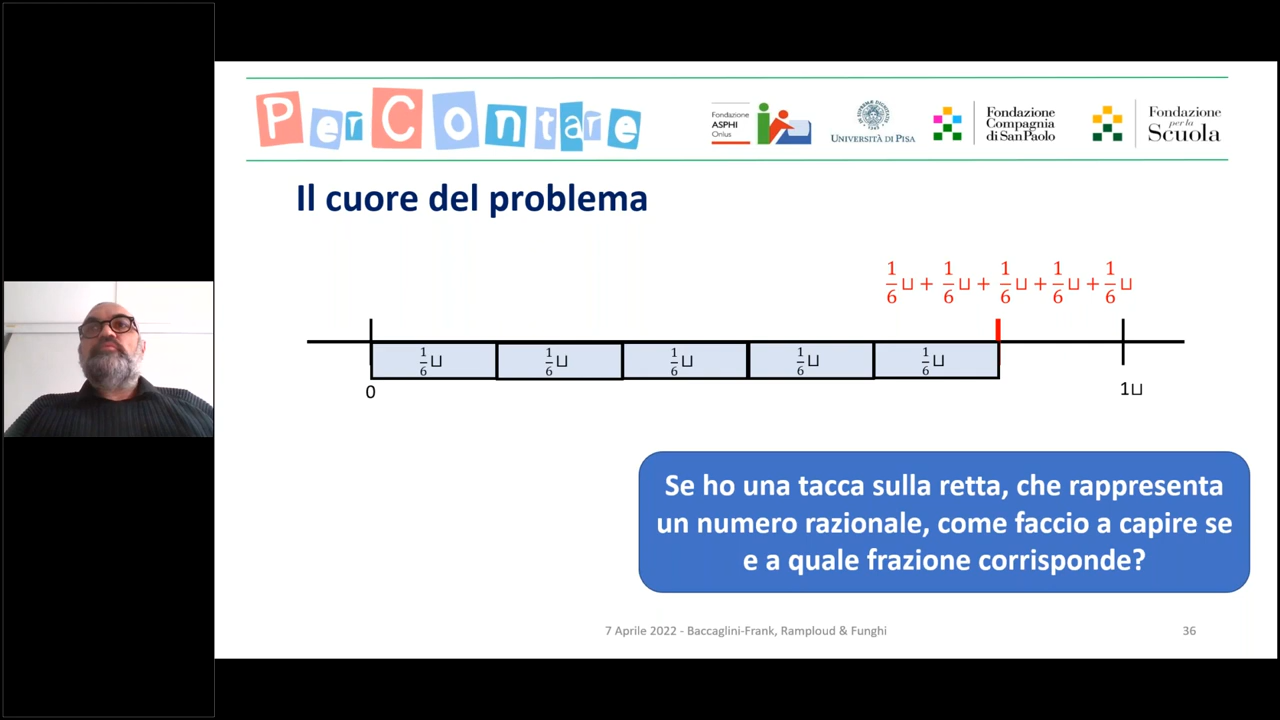 PerContare
Fondazione
ASPHI
Onlus
UNIVERSITÀ DI PISA
Fondazione
Compagnia
di San Paolo
Fondazione
per la
Scuola
Il cuore del problema
1/6 ⊔ + 1/6 ⊔ + 1/6 ⊔ + 1/6 ⊔ + 1/6 ⊔
1/6 ⊔ 1/6 ⊔ 1/6 ⊔ 1/6 ⊔ 1/6 ⊔
0 1⊔
Se ho una tacca sulla retta, che rappresenta
un numero razionale, come faccio a capire se
e a quale frazione corrisponde?
7 Aprile 2022 - Baccaglini-Frank, Ramploud & Funghi 36